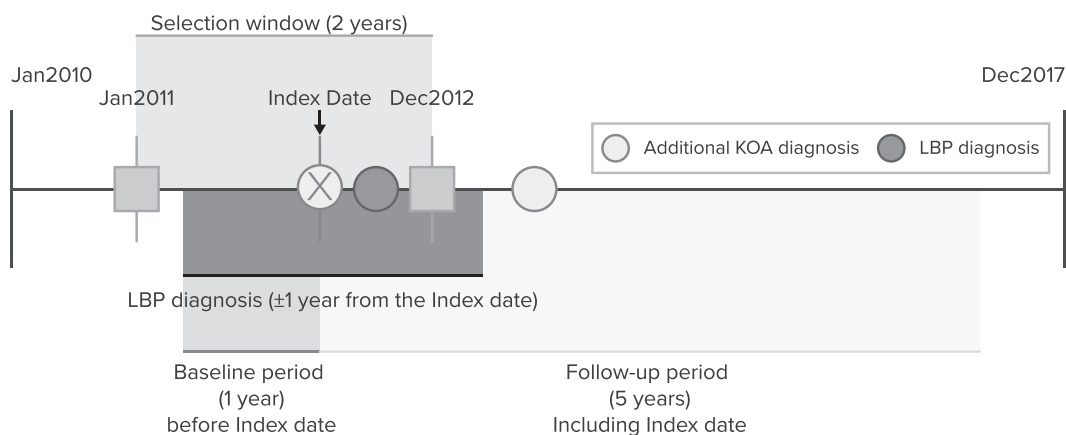 Selection window (2 years)
Jan2010
Dec2017
Jan2011
Index Date
Dec2012
Additional KOA diagnosis
LBP diagnosis
X
LBP diagnosis (±1 year from the Index date)
Baseline period
(1 year)
before Index date
Follow-up period
(5 years)
Including Index date